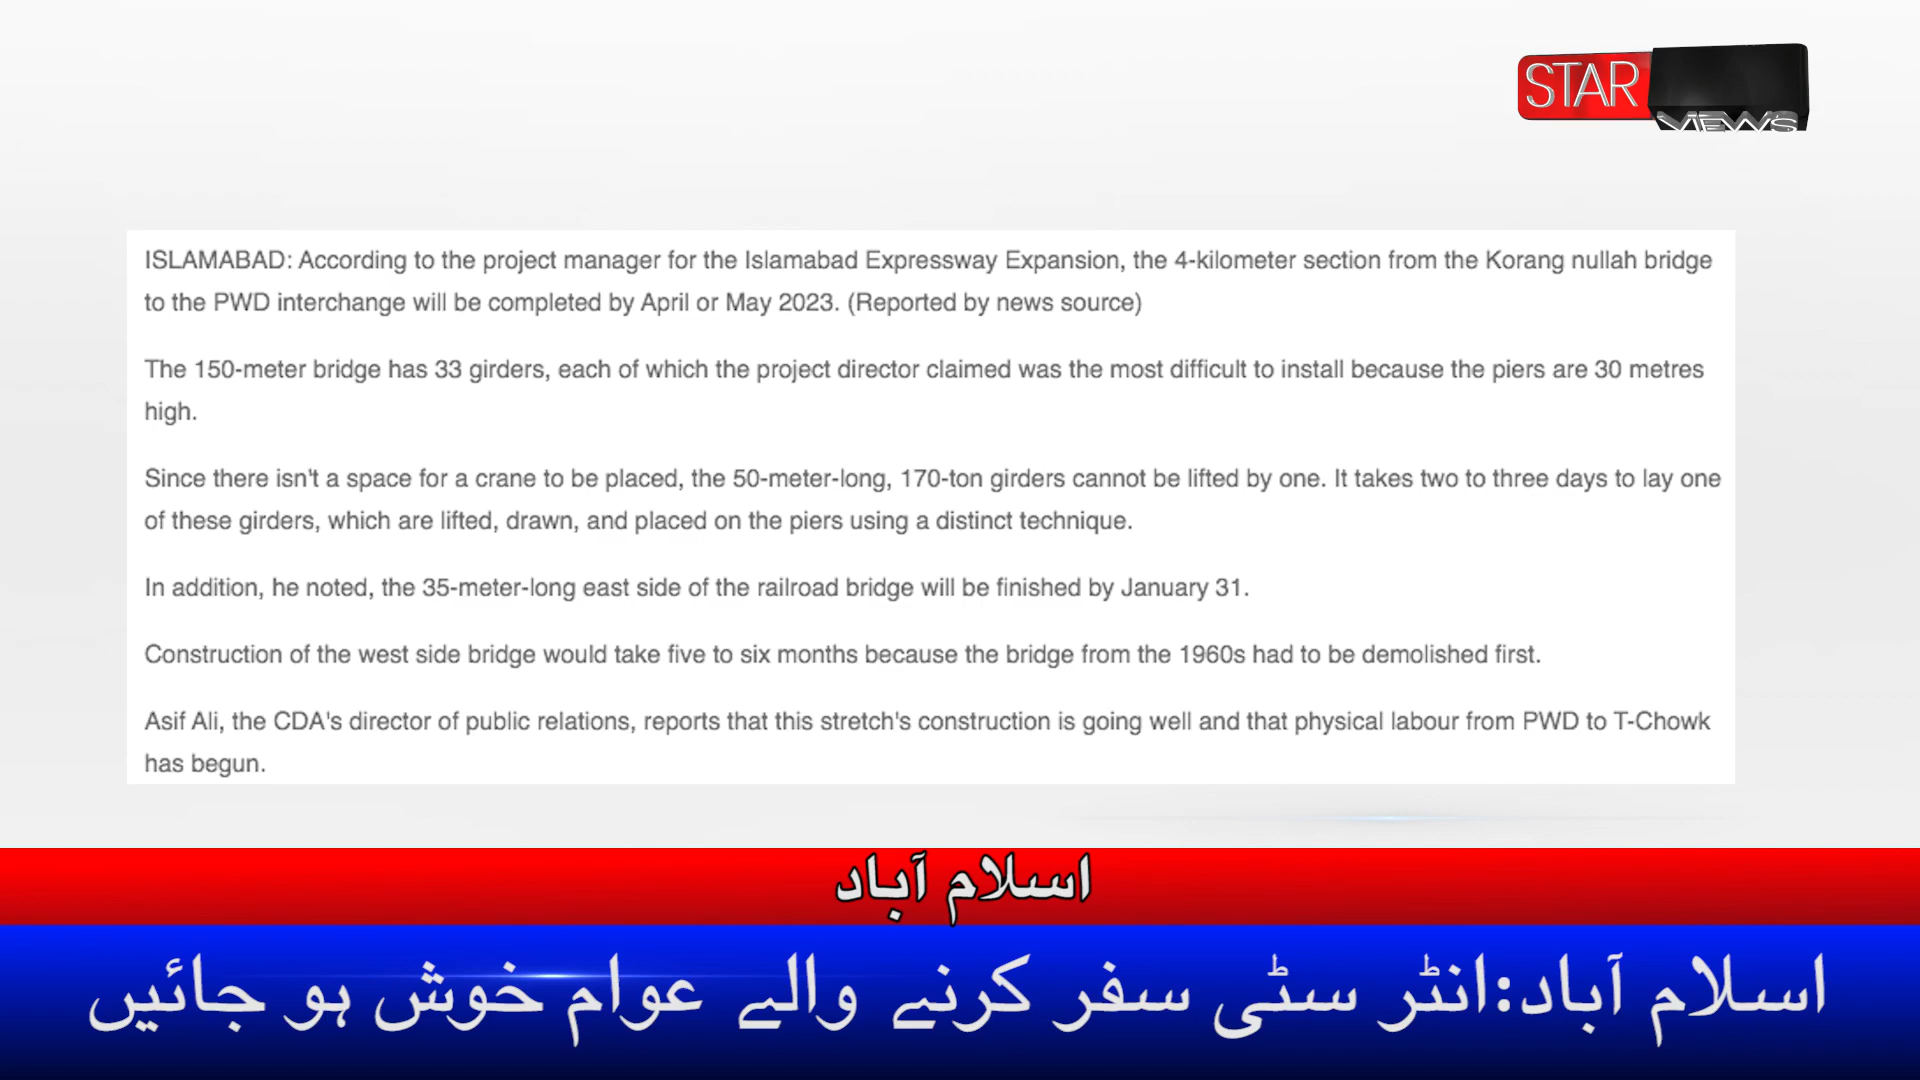 STAR
VIEWS
ISLAMABAD: According to the project manager for the Islamabad Expressway Expansion, the 4-kilometer section from the Korang nullah bridge
to the PWD interchange will be completed by April or May 2023. (Reported by news source)
The 150-meter bridge has 33 girders, each of which the project director claimed was the most difficult to install because the piers are 30 metres
high.
Since there isn't a space for a crane to be placed, the 50-meter-long, 170-ton girders cannot be lifted by one. It takes two to three days to lay one
of these girders, which are lifted, drawn, and placed on the piers using a distinct technique.
In addition, he noted, the 35-meter-long east side of the railroad bridge will be finished by January 31.
Construction of the west side bridge would take five to six months because the bridge from the 1960s had to be demolished first.
Asif Ali, the CDA's director of public relations, reports that this stretch's construction is going well and that physical labour from PWD to T-Chowk
has begun.
اسلام آباد
اسلام آباد:انٹر سٹی سفر کرنے والے عوام خوش ہو جائیں